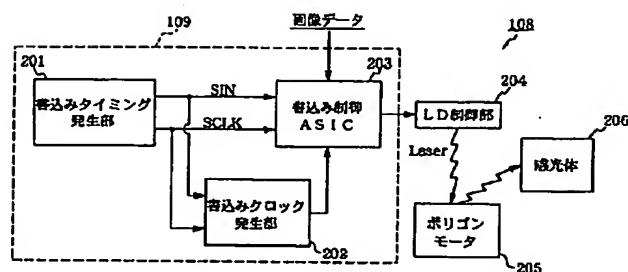 109
画像データ
108
201
書込みタイミング
発生部
SIN
SCLK
203
書込み制御
ASIC
204
LD制御部
Laser
206
感光体
書込みクロック
発生部
202
ポリゴン
モータ
205